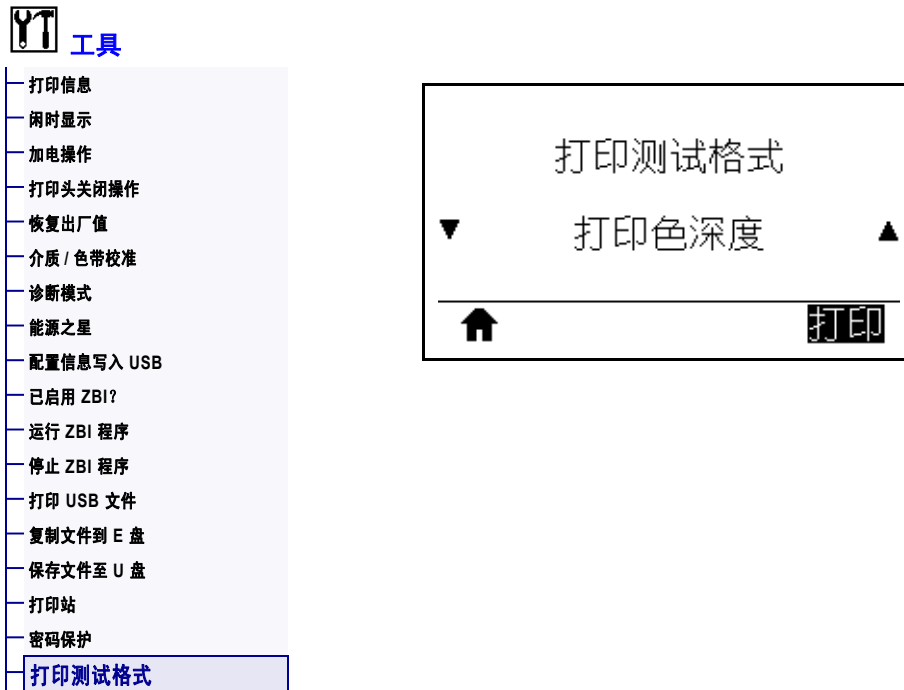 工具
打印信息
闲时显示
加电操作
打印头关闭操作
恢复出厂值
介质 / 色带校准
诊断模式
能源之星
配置信息写入 USB
已启用 ZBI?
运行 ZBI 程序
停止 ZBI 程序
打印 USB 文件
复制文件到 E 盘
保存文件至 U 盘
打印站
密码保护
打印测试格式
打印测试格式
打印色深度
打印